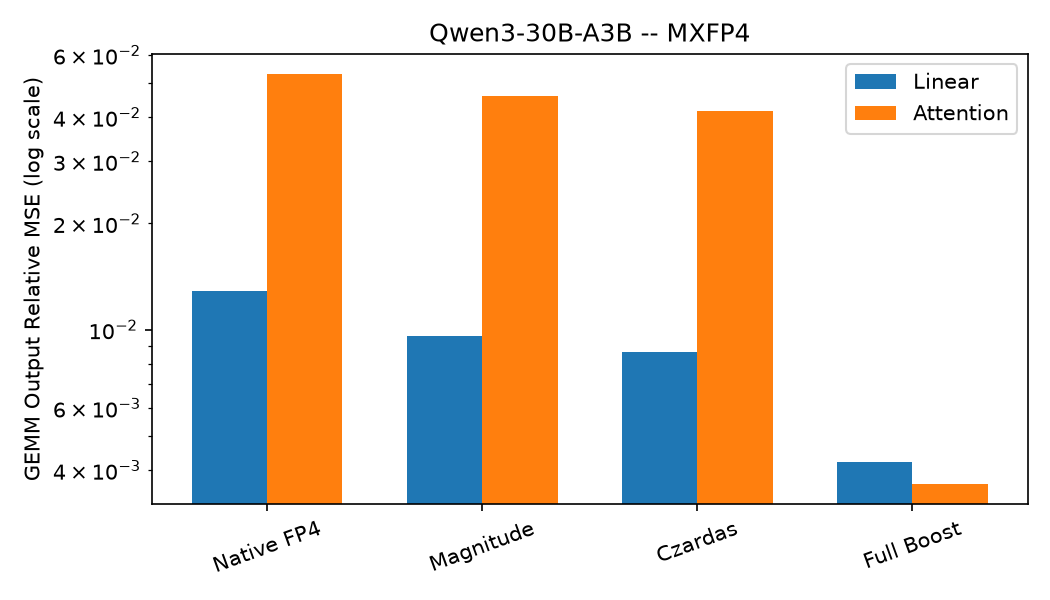 Qwen3-30B-A3B -- MXFP4
GEMM Output Relative MSE (log scale)
6 × 10⁻²
4 × 10⁻²
3 × 10⁻²
2 × 10⁻²
10⁻²
6 × 10⁻³
4 × 10⁻³
Linear
Attention
Native FP4
Magnitude
Czardas
Full Boost